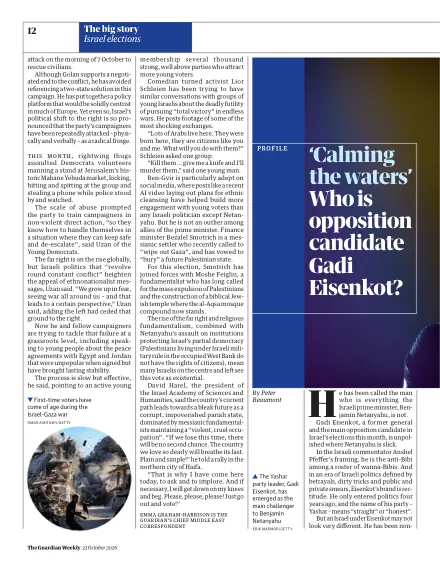 12
The big story
Israel elections
attack on the morning of 7 October to
rescue civilians.
Although Golan supports a negoti-
ated end to the conflict, he has avoided
referencing a two-state solution in this
campaign. He has put together a policy
platform that would be solidly centrist
in much of Europe. Yet even so, Israel's
political shift to the right is so pro-
nounced that the party's campaigners
have been repeatedly attacked - physi-
cally and verbally - as a radical fringe.
THIS MONTH, rightwing thugs
assaulted Democrats volunteers
manning a stand at Jerusalem's his-
toric Mahane Yehuda market, kicking,
hitting and spitting at the group and
stealing a phone while police stood
by and watched.
The scale of abuse prompted
the party to train campaigners in
non-violent direct action, "so they
know how to handle themselves in
a situation where they can keep safe
and de-escalate", said Uzan of the
Young Democrats.
The far right is on the rise globally,
but Israeli politics that "revolve
round constant conflict" heighten
the appeal of ethnonationalist mes-
sages, Uzan said. "We grow up in fear,
seeing war all around us - and that
leads to a certain perspective," Uzan
said, adding the left had ceded that
ground to the right.
Now he and fellow campaigners
are trying to tackle that failure at a
grassroots level, including speak-
ing to young people about the peace
agreements with Egypt and Jordan
that were unpopular when signed but
have brought lasting stability.
The process is slow but effective,
he said, pointing to an active young
▼ First-time voters have
come of age during the
Israel-Gaza war
membership several thousand
strong, well above parties who attract
more young voters.
Comedian turned activist Lior
Schleien has been trying to have
similar conversations with groups of
young Israelis about the deadly futility
of pursuing "total victory" in endless
wars. He posts footage of some of the
most shocking exchanges.
"Lots of Arabs live here. They were
born here, they are citizens like you
and me. What will you do with them?"
Schleien asked one group.
"Kill them … give me a knife and I'll
murder them," said one young man.
Ben-Gvir is particularly adept on
social media, where posts like a recent
AI video laying out plans for ethnic
cleansing have helped build more
engagement with young voters than
any Israeli politician except Netan-
yahu. But he is not an outlier among
allies of the prime minister. Finance
minister Bezalel Smotrich is a mes-
sianic settler who recently called to
"wipe out Gaza", and has vowed to
"bury" a future Palestinian state.
For this election, Smotrich has
joined forces with Moshe Feiglin, a
fundamentalist who has long called
for the mass expulsion of Palestinians
and the construction of a biblical Jew-
ish temple where the al-Aqsa mosque
compound now stands.
The rise of the far right and religious
fundamentalism, combined with
Netanyahu's assault on institutions
protecting Israel's partial democracy
(Palestinians living under Israeli mili-
tary rule in the occupied West Bank do
not have the rights of citizens), mean
many Israelis on the centre and left see
this vote as existential.
David Harel, the president of
the Israel Academy of Sciences and
Humanities, said the country's current
path leads towards a bleak future as a
corrupt, impoverished pariah state,
dominated by messianic fundamental-
ists maintaining a "violent, cruel occu-
pation". "If we lose this time, there
will be no second chance. The country
we love so dearly will breathe its last.
Plain and simple!" he told a rally in the
northern city of Haifa.
"That is why I have come here
today, to ask and to implore. And if
necessary, I will get down on my knees
and beg. Please, please, please! Just go
out and vote!"
EMMA GRAHAM-HARRISON IS THE
GUARDIAN'S CHIEF MIDDLE EAST
CORRESPONDENT
PROFILE
'Calming
the waters'
Who is
opposition
candidate
Gadi
Eisenkot?
By Peter
Beaumont
▲ The Yashar
party leader, Gadi
Eisenkot, has
emerged as the
main challenger
to Benjamin
Netanyahu
He has been called the man
who is everything the
Israeli prime minister, Ben-
jamin Netanyahu, is not.
Gadi Eisenkot, a former general
and the main opposition candidate in
Israel's elections this month, is unpol-
ished where Netanyahu is slick.
In the Israeli commentator Anshel
Pfeffer's framing, he is the anti-Bibi
among a roster of wanna-Bibis. And
in an era of Israeli politics defined by
betrayals, dirty tricks and public and
private smears, Eisenkot's brand is rec-
titude. He only entered politics four
years ago, and the name of his party -
Yashar - means "straight" or "honest".
But an Israel under Eisenkot may not
look very different. He has been non-
The Guardian Weekly 23 October 2026